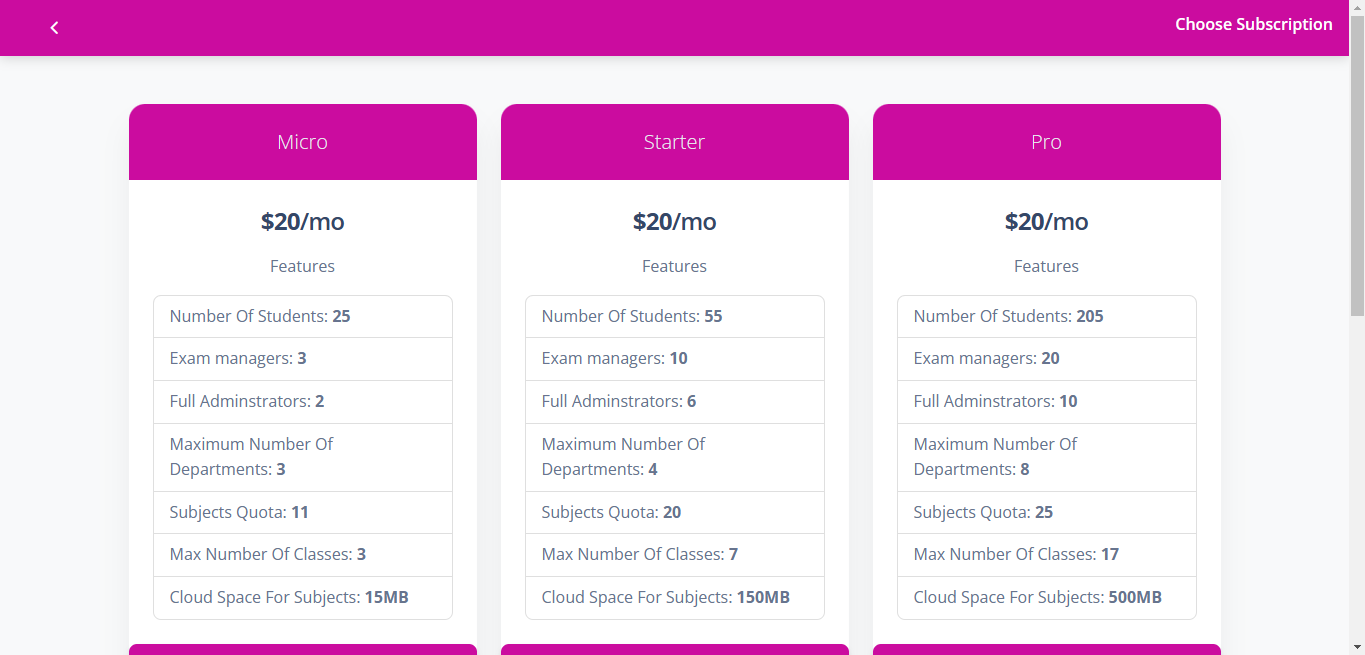 Choose Subscription
Micro
$20/mo
Features
Number Of Students: 25
Exam managers: 3
Full Adminstrators: 2
Maximum Number Of
Departments: 3
Subjects Quota: 11
Max Number Of Classes: 3
Cloud Space For Subjects: 15MB
Starter
$20/mo
Features
Number Of Students: 55
Exam managers: 10
Full Adminstrators: 6
Maximum Number Of
Departments: 4
Subjects Quota: 20
Max Number Of Classes: 7
Cloud Space For Subjects: 150MB
Pro
$20/mo
Features
Number Of Students: 205
Exam managers: 20
Full Adminstrators: 10
Maximum Number Of
Departments: 8
Subjects Quota: 25
Max Number Of Classes: 17
Cloud Space For Subjects: 500MB